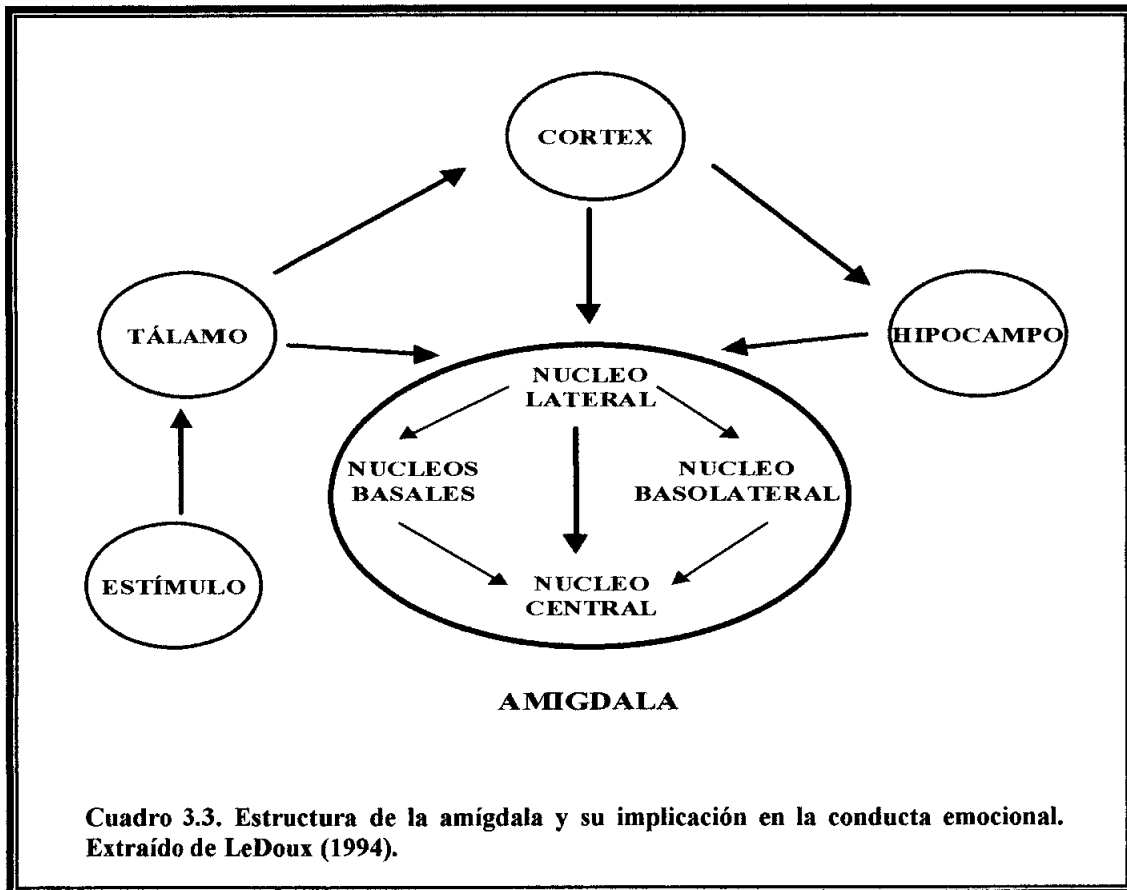 CORTEX
TÁLAMO
HIPOCAMPO
NUCLEO
LATERAL
NUCLEOS
BASALES
NUCLEO
BASOLATERAL
ESTÍMULO
NUCLEO
CENTRAL
AMIGDALA
Cuadro 3.3. Estructura de la amígdala y su implicación en la conducta emocional.
Extraído de LeDoux (1994).